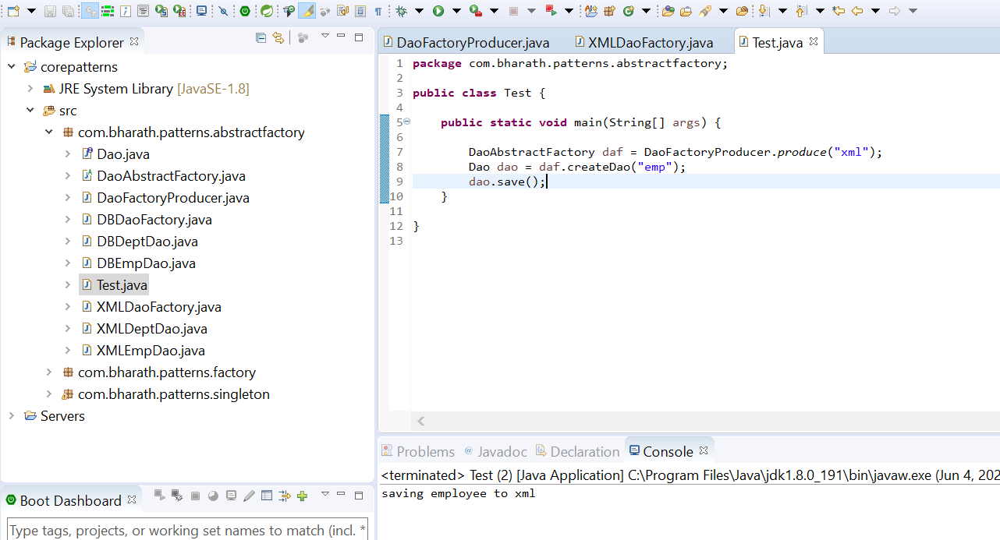 Package Explorer
corepatterns
JRE System Library [JavaSE-1.8]
src
com.bharath.patterns.abstractfactory
Dao.java
DaoAbstractFactory.java
DaoFactoryProducer.java
DBDaoFactory.java
DBDeptDao.java
DBEmpDao.java
Test.java
XMLDaoFactory.java
XMLDeptDao.java
XMLEmpDao.java
com.bharath.patterns.factory
com.bharath.patterns.singleton
Servers
Boot Dashboard
Type tags, projects, or working set names to match (incl. *
DaoFactoryProducer.java XMLDaoFactory.java Test.java
1 package com.bharath.patterns.abstractfactory;
2
3 public class Test {
4
5 public static void main(String[] args) {
6
7 DaoAbstractFactory daf = DaoFactoryProducer.produce("xml");
8 Dao dao = daf.createDao("emp");
9 dao.save();
10 }
11
12 }
13
Problems @ Javadoc Declaration Console
<terminated> Test (2) [Java Application] C:\Program Files\Java\jdk1.8.0_191\bin\javaw.exe (Jun 4, 202
saving employee to xml